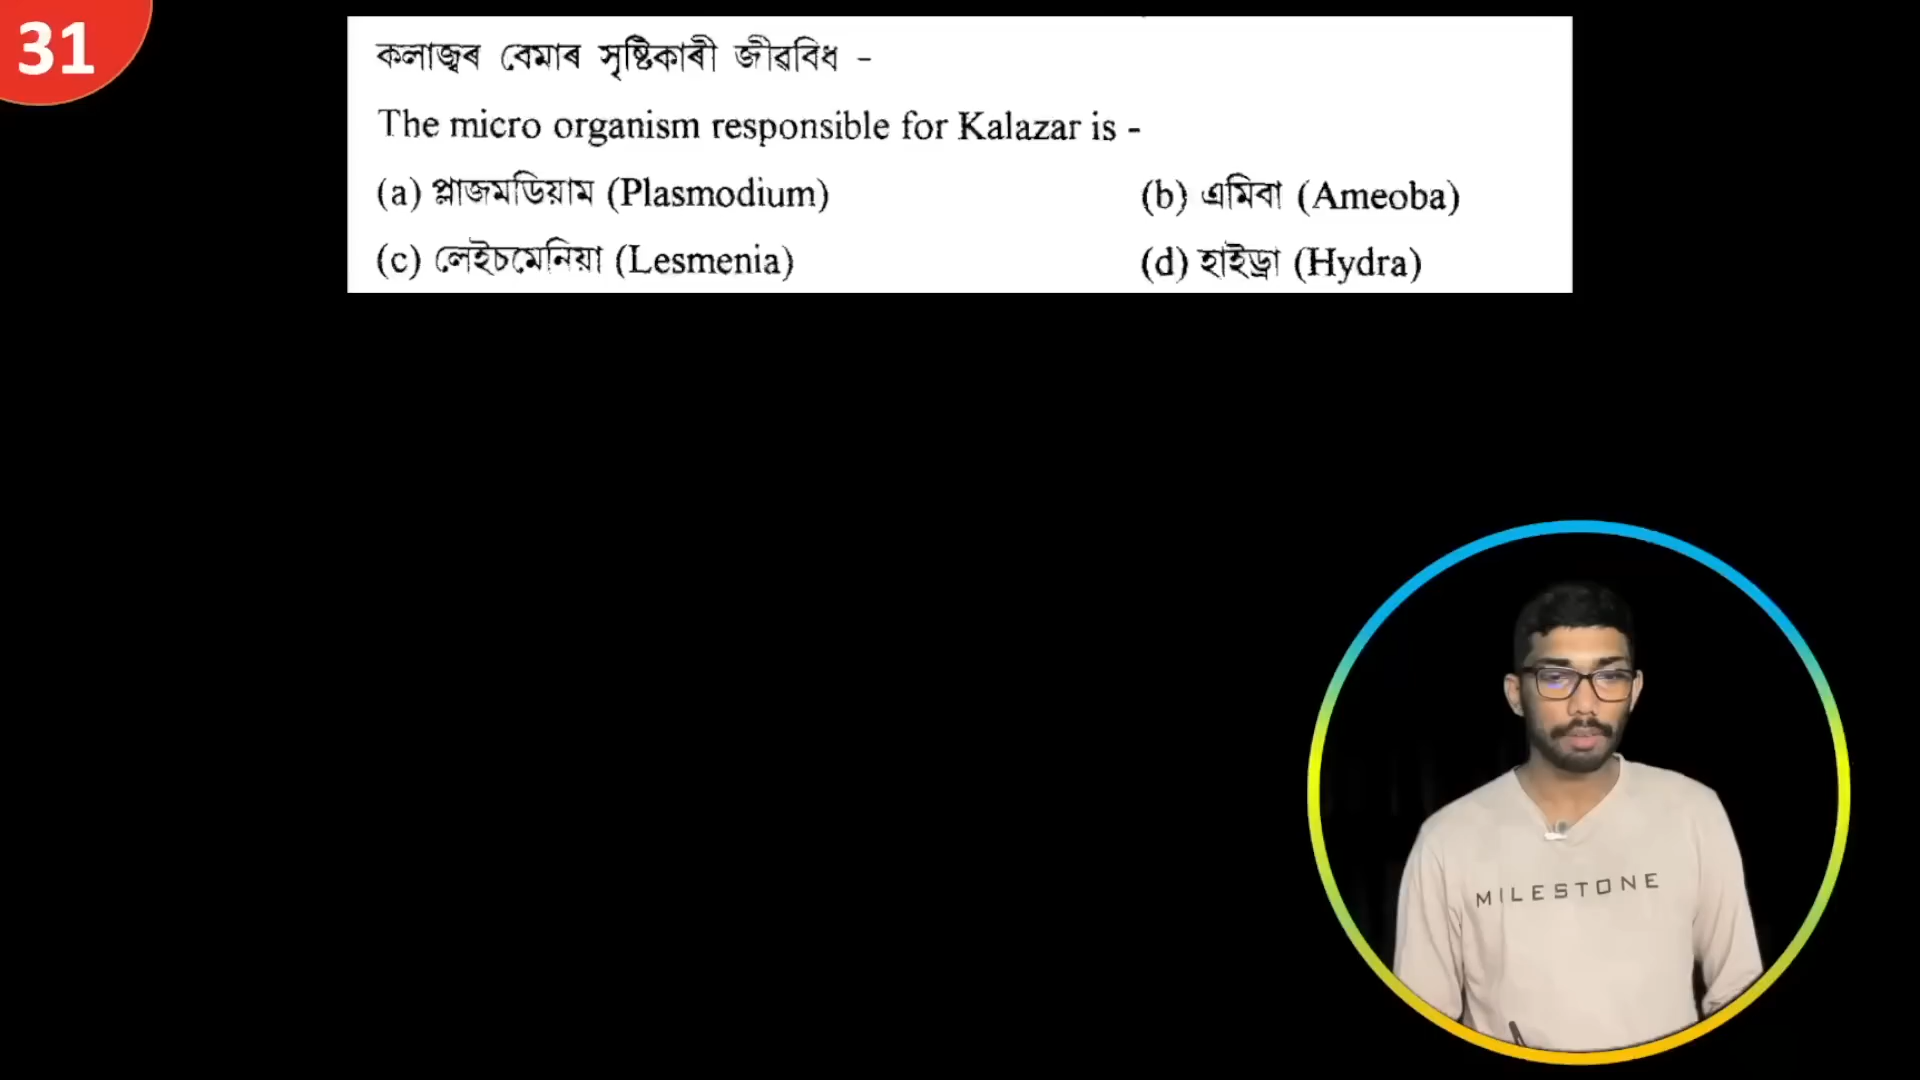 31
কলাজ্বৰ বেমাৰ সৃষ্টিকাৰী জীৱবিধ -
The micro organism responsible for Kalazar is -
(a) প্লাজমডিয়াম (Plasmodium) (b) এমিবা (Ameoba)
(c) লেইচমেনিয়া (Lesmenia) (d) হাইড্ৰা (Hydra)
MILESTONE